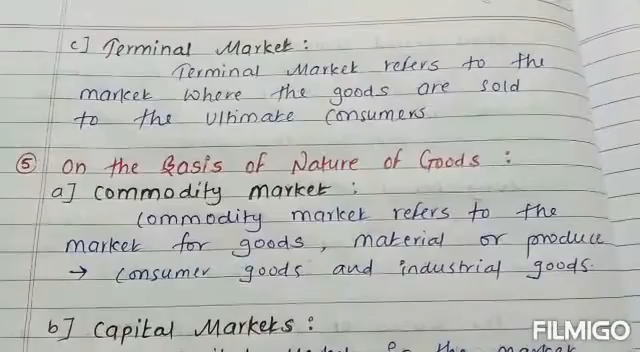 c] Terminal Market :
Terminal Market refers to the
market where the goods are sold
to the ultimate consumers.
⑤ On the Basis of Nature of Goods :
a] Commodity market :
Commodity market refers to the
market for goods, material or produce
→ Consumer goods and industrial goods.
b] Capital Markets :
the market
FILMIGO